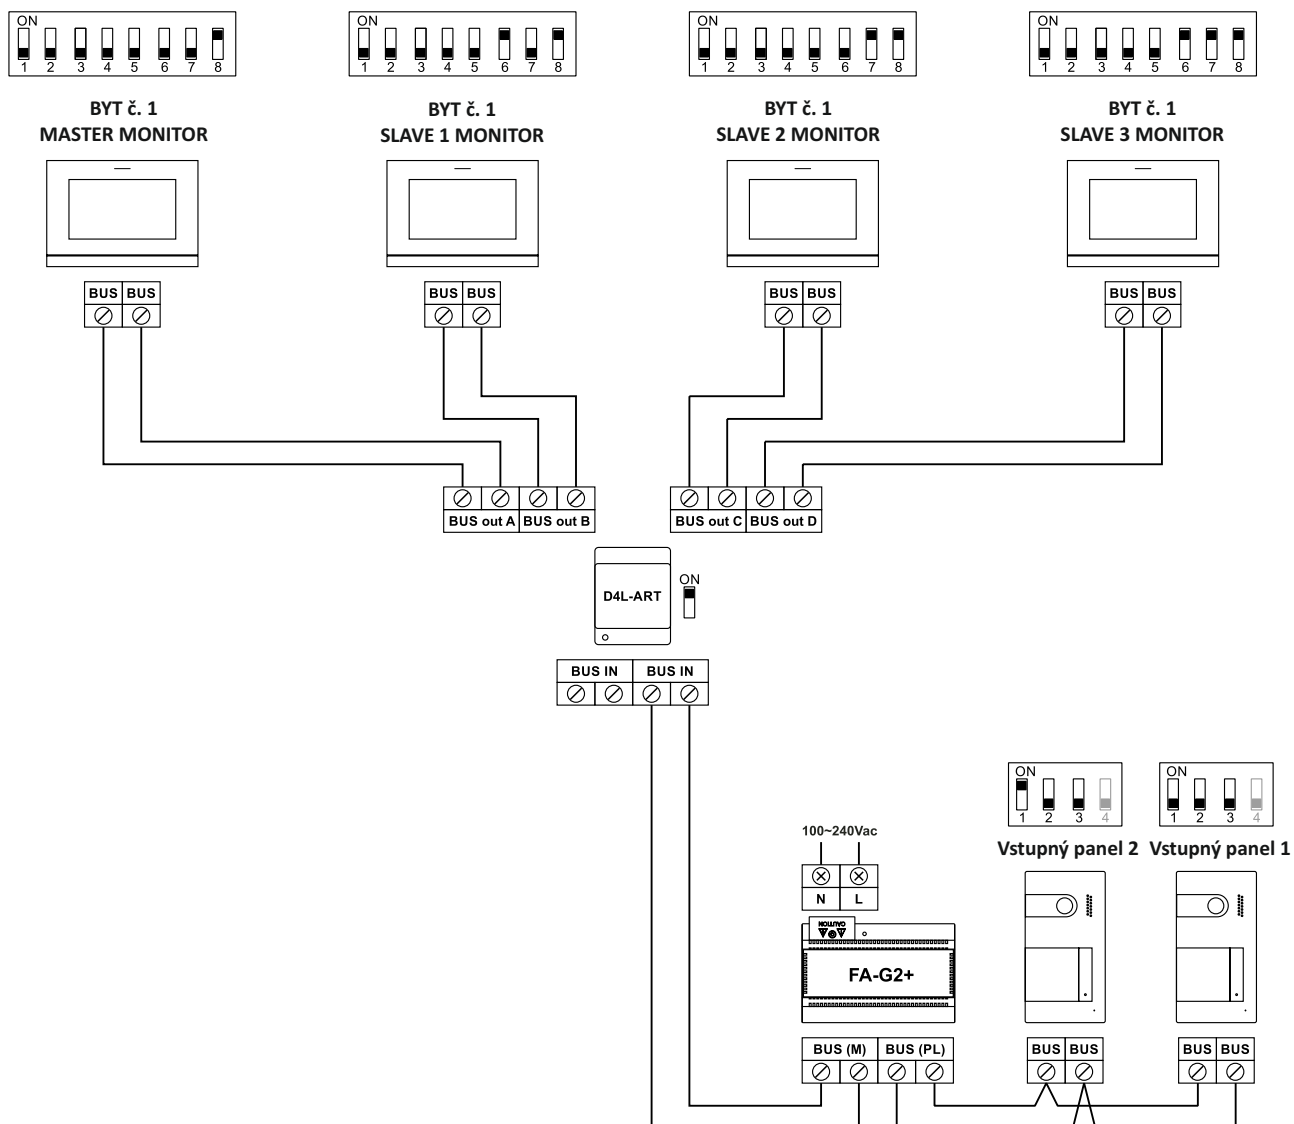 ON
1 2 3 4 5 6 7 8
BYT č. 1
MASTER MONITOR
BUS BUS
ON
1 2 3 4 5 6 7 8
BYT č. 1
SLAVE 1 MONITOR
BUS BUS
ON
1 2 3 4 5 6 7 8
BYT č. 1
SLAVE 2 MONITOR
BUS BUS
ON
1 2 3 4 5 6 7 8
BYT č. 1
SLAVE 3 MONITOR
BUS BUS
BUS out A BUS out B
BUS out C BUS out D
D4L-ART
ON
BUS IN BUS IN
100~240Vac
N L
CAUTION
FA-G2+
BUS (M) BUS (PL)
ON
1 2 3 4
Vstupný panel 2
BUS BUS
ON
1 2 3 4
Vstupný panel 1
BUS BUS